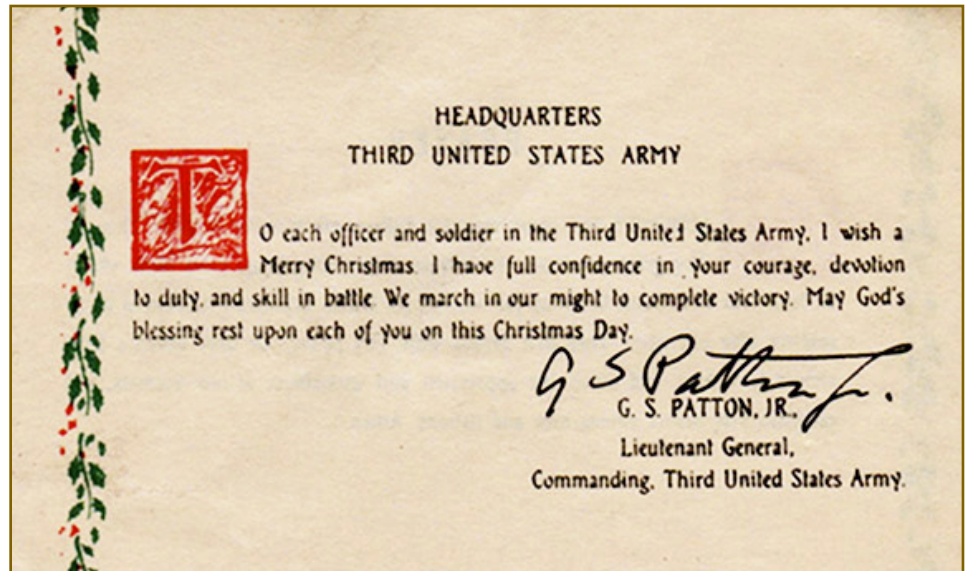 HEADQUARTERS
THIRD UNITED STATES ARMY
TO each officer and soldier in the Third United States Army, I wish a
Merry Christmas. I have full confidence in your courage, devotion
to duty, and skill in battle. We march in our might to complete victory. May God's
blessing rest upon each of you on this Christmas Day.
G S Patton Jr.
G. S. PATTON, JR.,
Lieutenant General,
Commanding, Third United States Army.